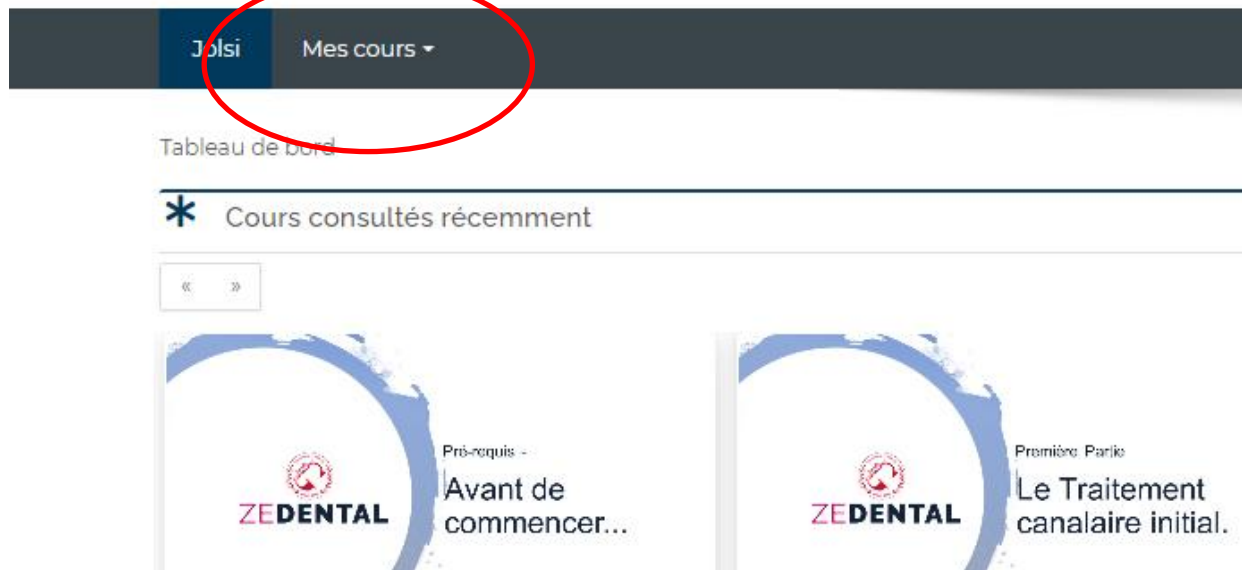 Jolsi Mes cours
Tableau de bord
* Cours consultés récemment
« »
Pré-requis -
Avant de
commencer...
ZEDENTAL
Première Partie
Le Traitement
canalaire initial.
ZEDENTAL